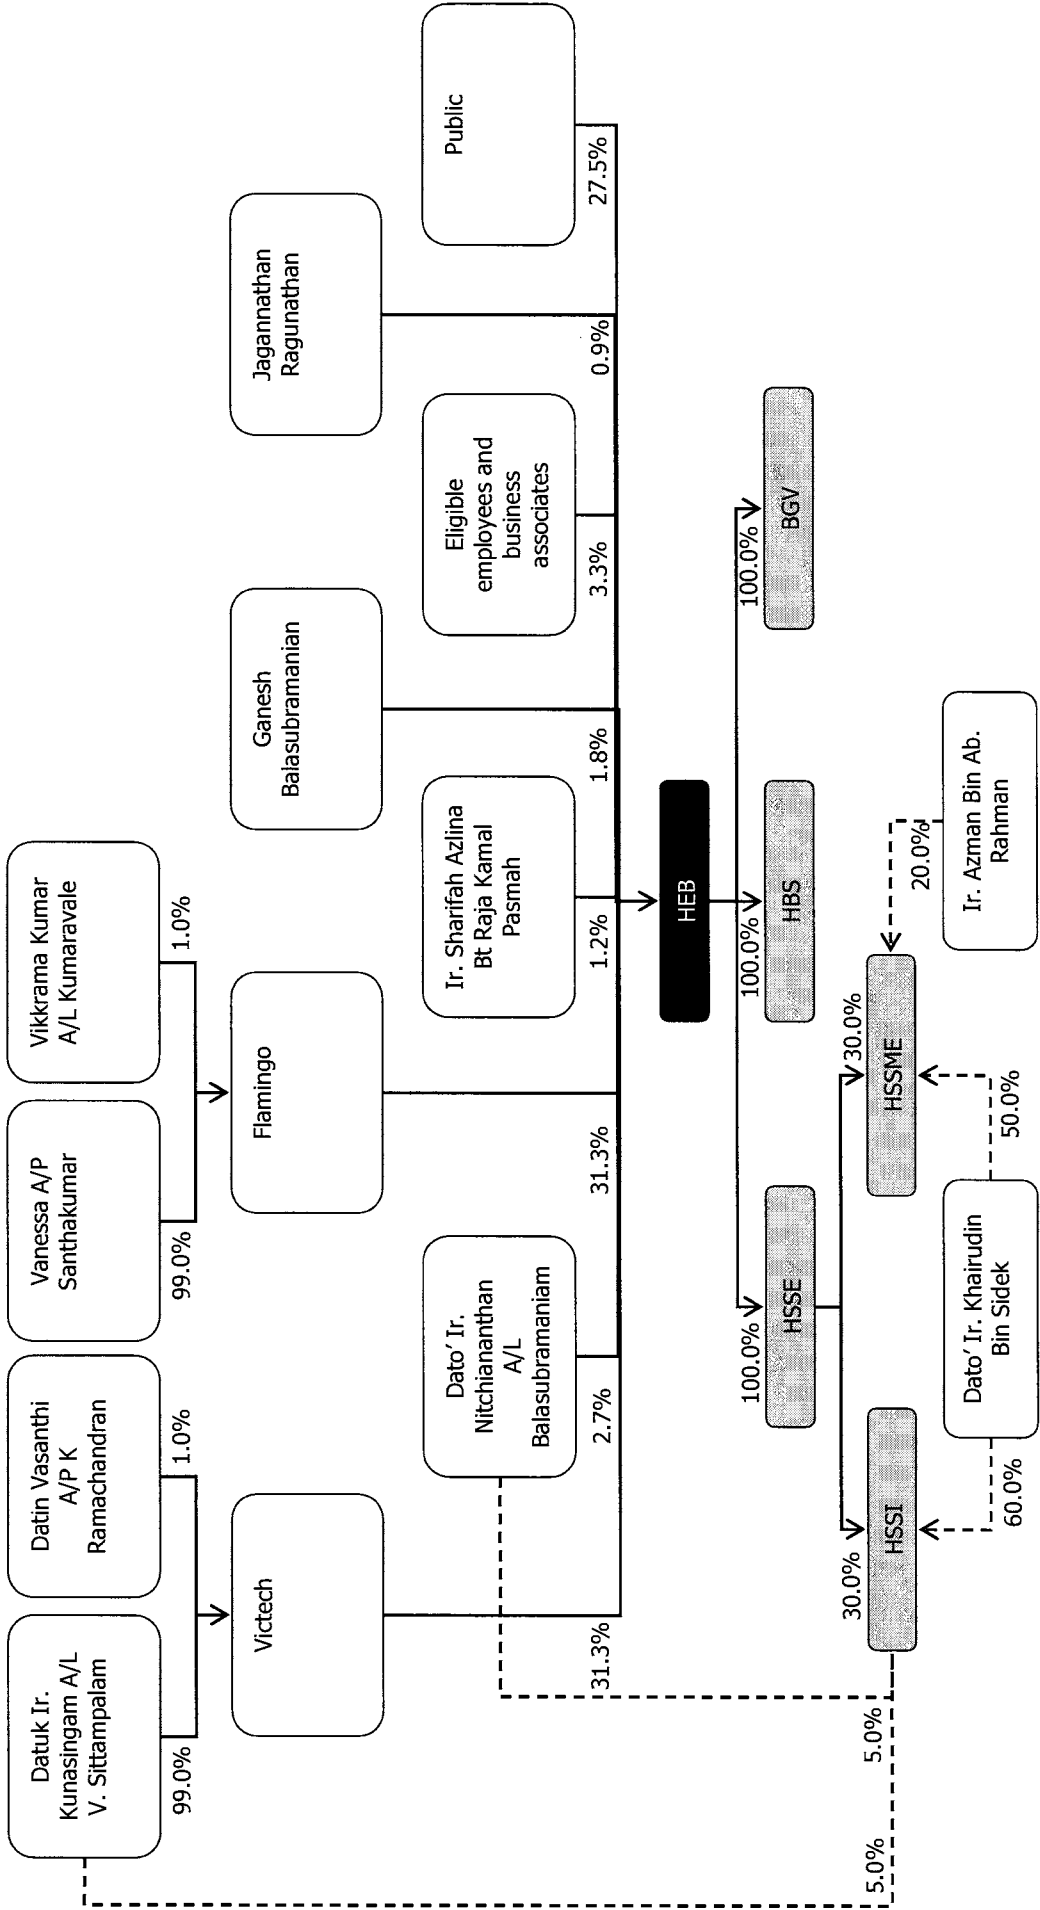 Datuk Ir.
Kunasingam A/L
V. Sittampalam
Datin Vasanthi
A/P K
Ramachandran
Vanessa A/P
Santhakumar
Vikkrama Kumar
A/L Kumaravale
99.0%
1.0%
99.0%
1.0%
Victech
Flamingo
Ganesh
Balasubramanian
Jagannathan
Ragunathan
Dato' Ir.
Nitchiananthan
A/L
Balasubramaniam
Ir. Sharifah Azlina
Bt Raja Kamal
Pasmah
Eligible
employees and
business
associates
Public
31.3%
2.7%
31.3%
1.2%
1.8%
3.3%
0.9%
27.5%
HEB
100.0%
100.0%
100.0%
HSSE
HBS
BGV
5.0%
5.0%
30.0%
30.0%
HSSI
HSSME
20.0%
60.0%
50.0%
Dato' Ir. Khairudin
Bin Sidek
Ir. Azman Bin Ab.
Rahman